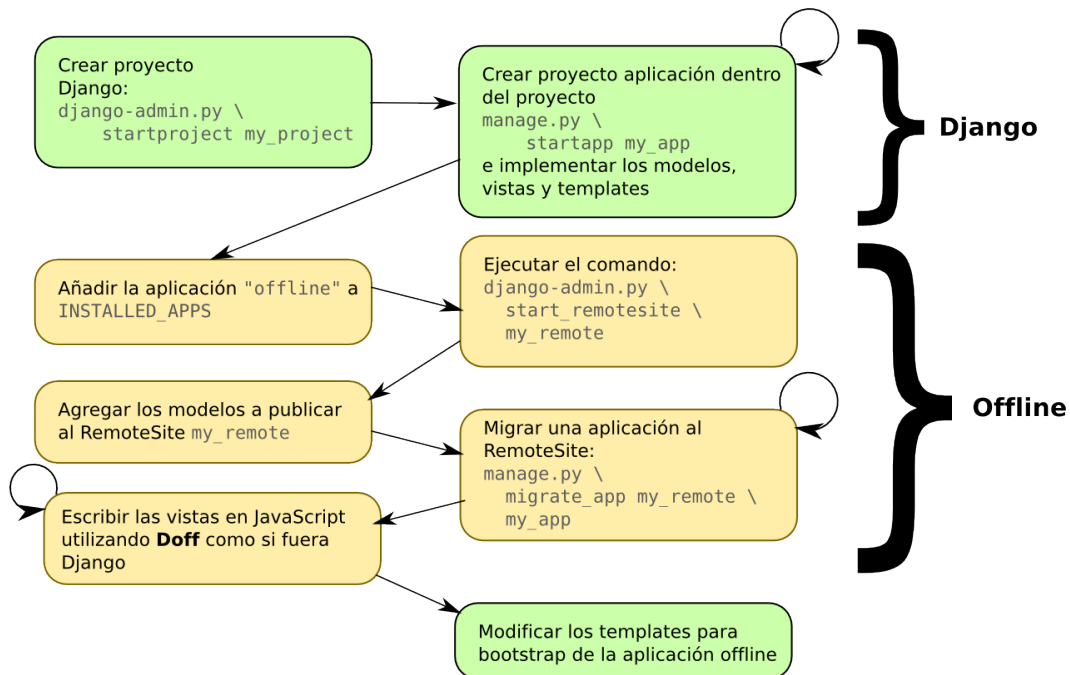 Crear proyecto
Django:
django-admin.py \
startproject my_project
Crear proyecto aplicación dentro
del proyecto
manage.py \
startapp my_app
e implementar los modelos,
vistas y templates
Django
Añadir la aplicación "offline" a
INSTALLED_APPS
Ejecutar el comando:
django-admin.py \
start_remotesite \
my_remote
Agregar los modelos a publicar
al RemoteSite my_remote
Migrar una aplicación al
RemoteSite:
manage.py \
migrate_app my_remote \
my_app
Offline
Escribir las vistas en JavaScript
utilizando Doff como si fuera
Django
Modificar los templates para
bootstrap de la aplicación offline